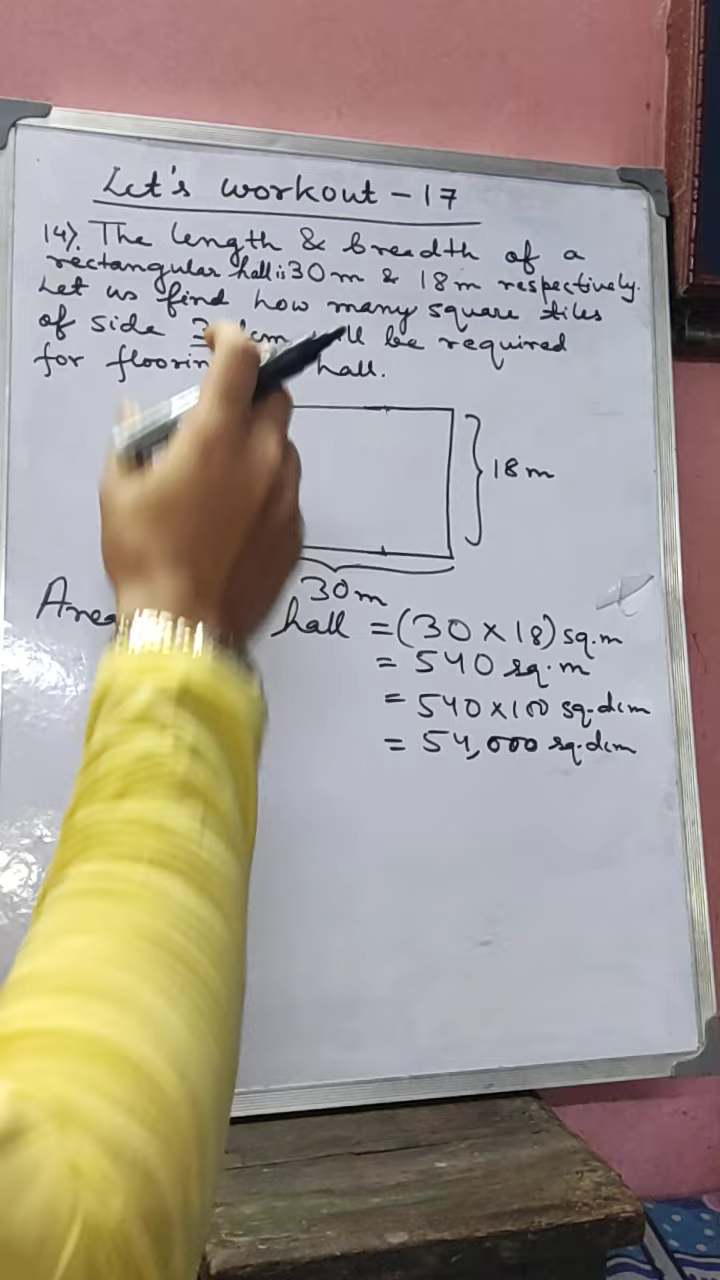 Let's workout - 17
14). The length & breadth of a
rectangular hall is 30 m & 18 m respectively.
Let us find how many square tiles
of side 3 will be required
for hall.
18 m
30 m
hall = (30 × 18) sq.m
= 540 sq.m
= 540 × 100 sq.dcm
= 54,000 sq.dcm